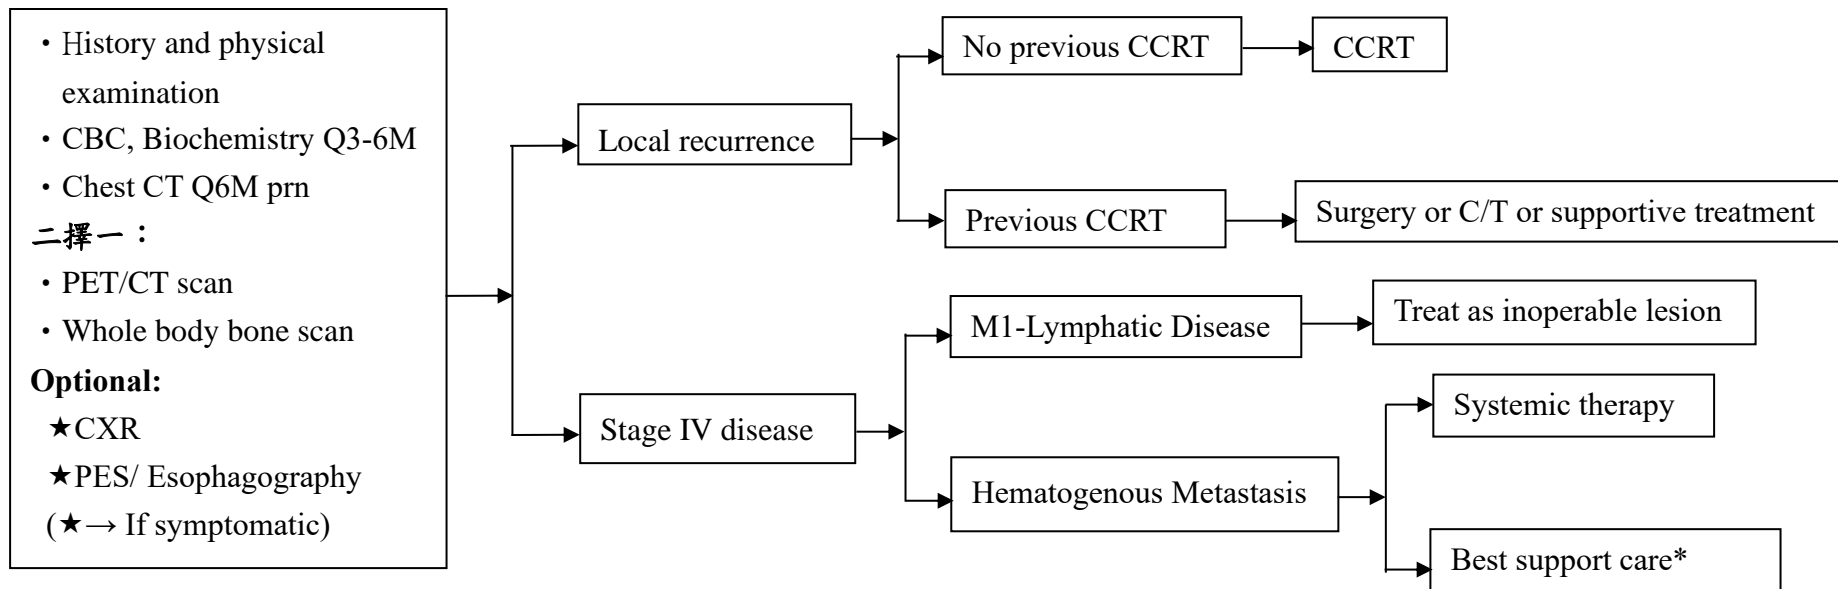 ・History and physical
examination
・CBC, Biochemistry Q3-6M
・Chest CT Q6M prn
二擇一：
・PET/CT scan
・Whole body bone scan
Optional:
★CXR
★PES/ Esophagography
(★→ If symptomatic)
Local recurrence
No previous CCRT
CCRT
Previous CCRT
Surgery or C/T or supportive treatment
Stage IV disease
M1-Lymphatic Disease
Treat as inoperable lesion
Hematogenous Metastasis
Systemic therapy
Best support care*